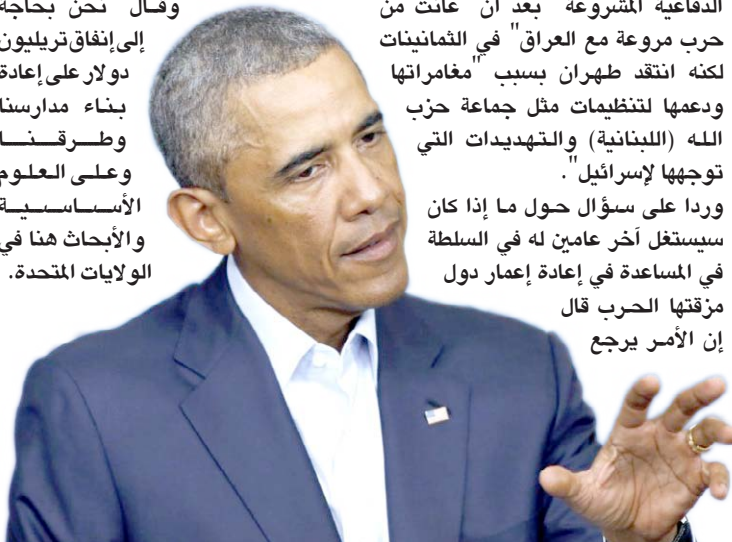 الدفاعية المشروعة" بعد أن "عانت من
حرب مروعة مع العراق" في الثمانينات
لكنه انتقد طهران بسبب "مغامراتها
ودعمها لتنظيمات مثل جماعة حزب
الله (اللبنانية) والتهديدات التي
توجهها لإسرائيل".
وردا على سؤال حول ما إذا كان
سيستغل آخر عامين له في السلطة
في المساعدة في إعادة إعمار دول
مزقتها الحرب قال
إن الأمر يرجع
وقال نحن بحاجة
إلى إنفاق تريليون
دولار على إعادة
بناء مدارسنا
وطرقنا
وعلى العلوم
الأساسية
والأبحاث هنا في
الولايات المتحدة.